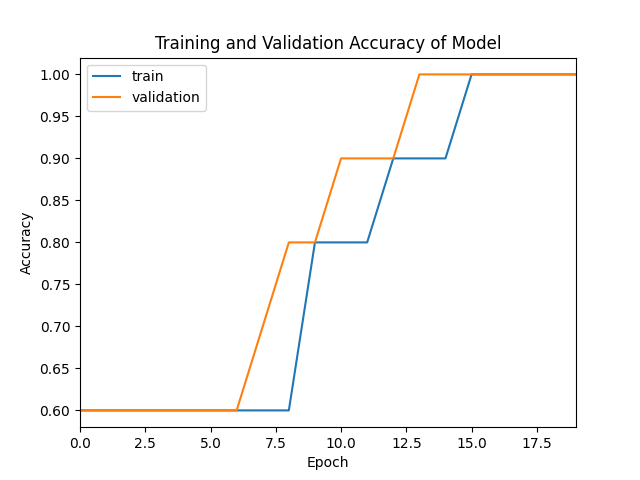 Training and Validation Accuracy of Model
train
validation
Accuracy
1.00
0.95
0.90
0.85
0.80
0.75
0.70
0.65
0.60
0.0 2.5 5.0 7.5 10.0 12.5 15.0 17.5
Epoch